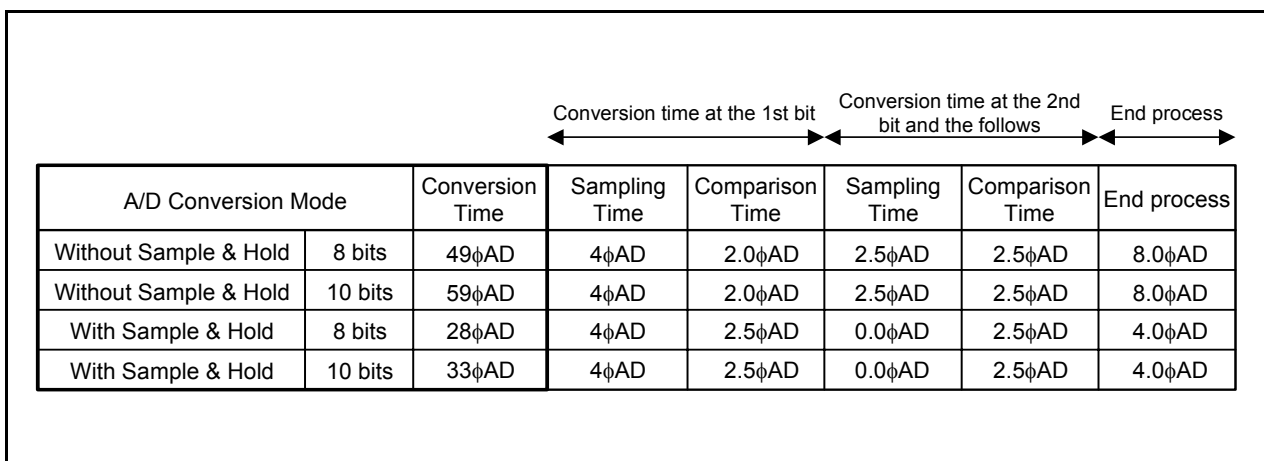 Conversion time at the 1st bit
Conversion time at the 2nd
bit and the follows
End process
A/D Conversion Mode
Conversion
Time
Sampling
Time
Comparison
Time
Sampling
Time
Comparison
Time
End process
Without Sample & Hold 8 bits 49ϕAD 4ϕAD 2.0ϕAD 2.5ϕAD 2.5ϕAD 8.0ϕAD
Without Sample & Hold 10 bits 59ϕAD 4ϕAD 2.0ϕAD 2.5ϕAD 2.5ϕAD 8.0ϕAD
With Sample & Hold 8 bits 28ϕAD 4ϕAD 2.5ϕAD 0.0ϕAD 2.5ϕAD 4.0ϕAD
With Sample & Hold 10 bits 33ϕAD 4ϕAD 2.5ϕAD 0.0ϕAD 2.5ϕAD 4.0ϕAD